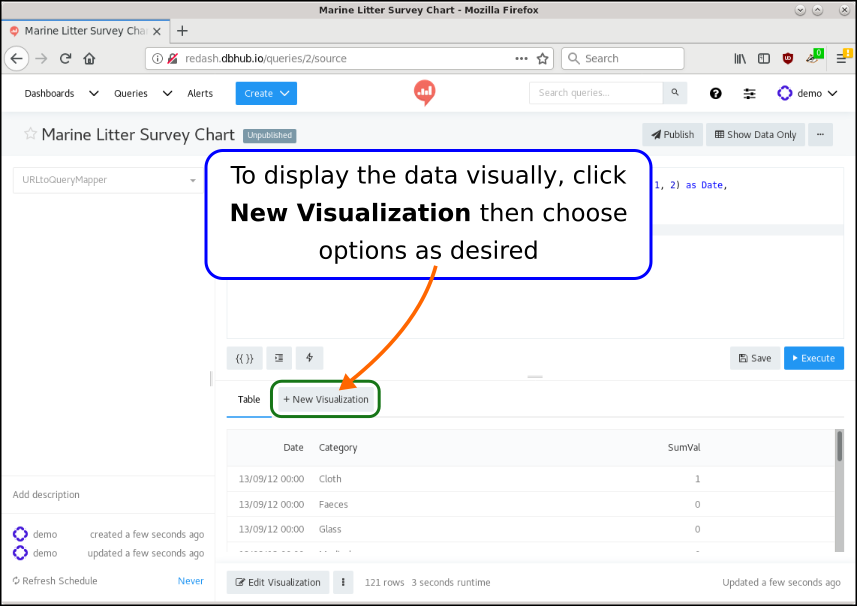 Marine Litter Survey Chart - Mozilla Firefox
Marine Litter Survey Cha
redash.dbhub.io/queries/2/source
Search
0
Dashboards
Queries
Alerts
Create
Search queries...
demo
Marine Litter Survey Chart
Unpublished
Publish
Show Data Only
URLtoQueryMapper
1, 2) as Date,
To display the data visually, click
New Visualization then choose
options as desired
{{ }}
Save
Execute
Table
+ New Visualization
Date Category SumVal
13/09/12 00:00 Cloth 1
13/09/12 00:00 Faeces 0
13/09/12 00:00 Glass 0
Add description
demo created a few seconds ago
demo updated a few seconds ago
Refresh Schedule Never
Edit Visualization
121 rows 3 seconds runtime
Updated a few seconds ago